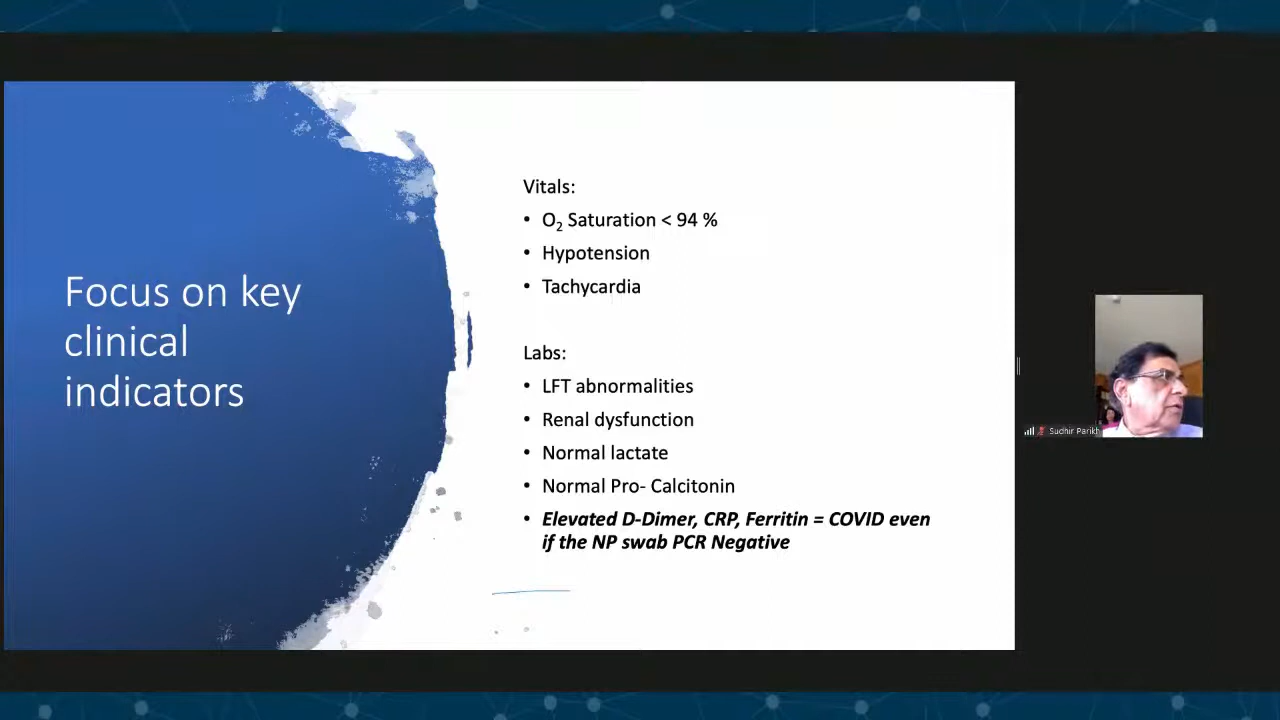 Focus on key
clinical
indicators
Vitals:
• O₂ Saturation < 94 %
• Hypotension
• Tachycardia
Labs:
• LFT abnormalities
• Renal dysfunction
• Normal lactate
• Normal Pro- Calcitonin
• Elevated D-Dimer, CRP, Ferritin = COVID even
if the NP swab PCR Negative
Sudhir Parikh